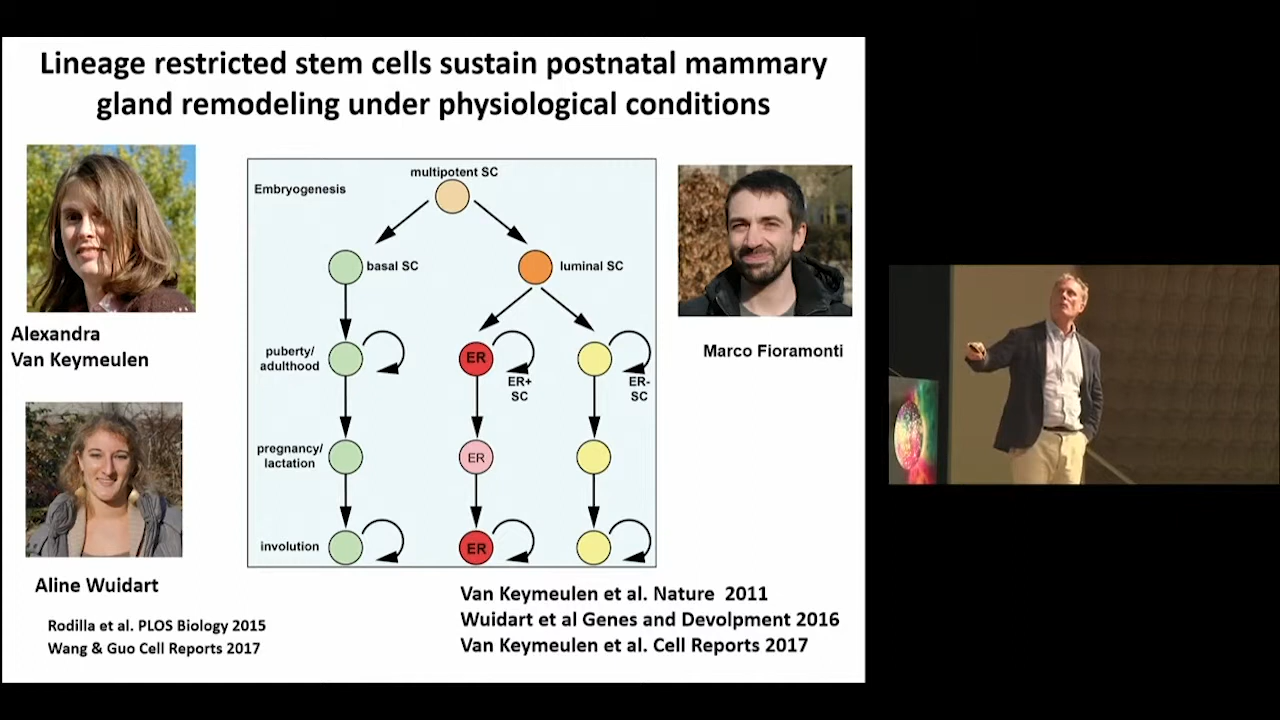 Lineage restricted stem cells sustain postnatal mammary
gland remodeling under physiological conditions
Alexandra
Van Keymeulen
Aline Wuidart
Rodilla et al. PLOS Biology 2015
Wang & Guo Cell Reports 2017
multipotent SC
Embryogenesis
basal SC
luminal SC
puberty/
adulthood
ER
ER+
SC
ER-
SC
pregnancy/
lactation
ER
involution
ER
Marco Fioramonti
Van Keymeulen et al. Nature 2011
Wuidart et al Genes and Devolpment 2016
Van Keymeulen et al. Cell Reports 2017